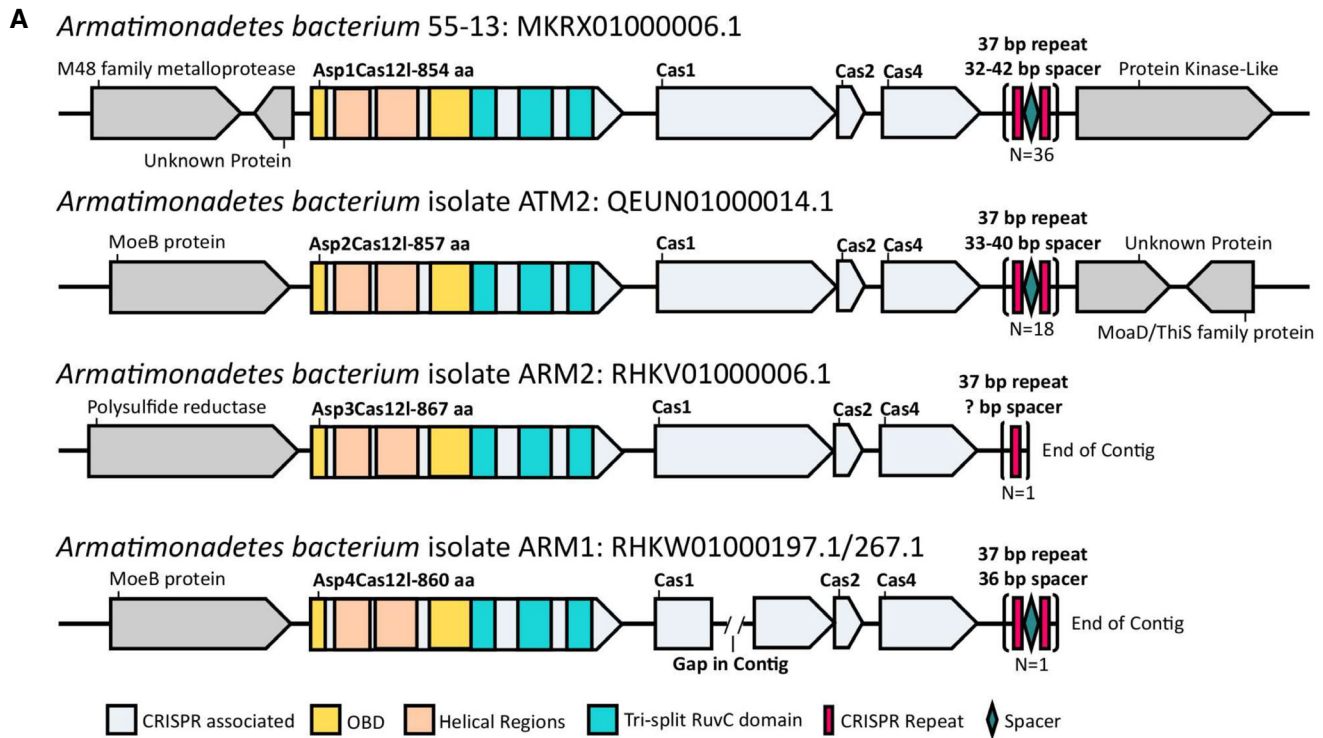 A
Armatimonadetes bacterium 55-13: MKRX01000006.1
37 bp repeat
M48 family metalloprotease Asp1Cas12l-854 aa Cas1 Cas2 Cas4 32-42 bp spacer Protein Kinase-Like
Unknown Protein N=36
Armatimonadetes bacterium isolate ATM2: QEUN01000014.1
37 bp repeat
MoeB protein Asp2Cas12l-857 aa Cas1 Cas2 Cas4 33-40 bp spacer Unknown Protein
N=18 MoaD/ThiS family protein
Armatimonadetes bacterium isolate ARM2: RHKV01000006.1
37 bp repeat
Polysulfide reductase Asp3Cas12l-867 aa Cas1 Cas2 Cas4 ? bp spacer
End of Contig
N=1
Armatimonadetes bacterium isolate ARM1: RHKW01000197.1/267.1
37 bp repeat
MoeB protein Asp4Cas12l-860 aa Cas1 Cas2 Cas4 36 bp spacer
// End of Contig
Gap in Contig N=1
CRISPR associated OBD Helical Regions Tri-split RuvC domain CRISPR Repeat Spacer